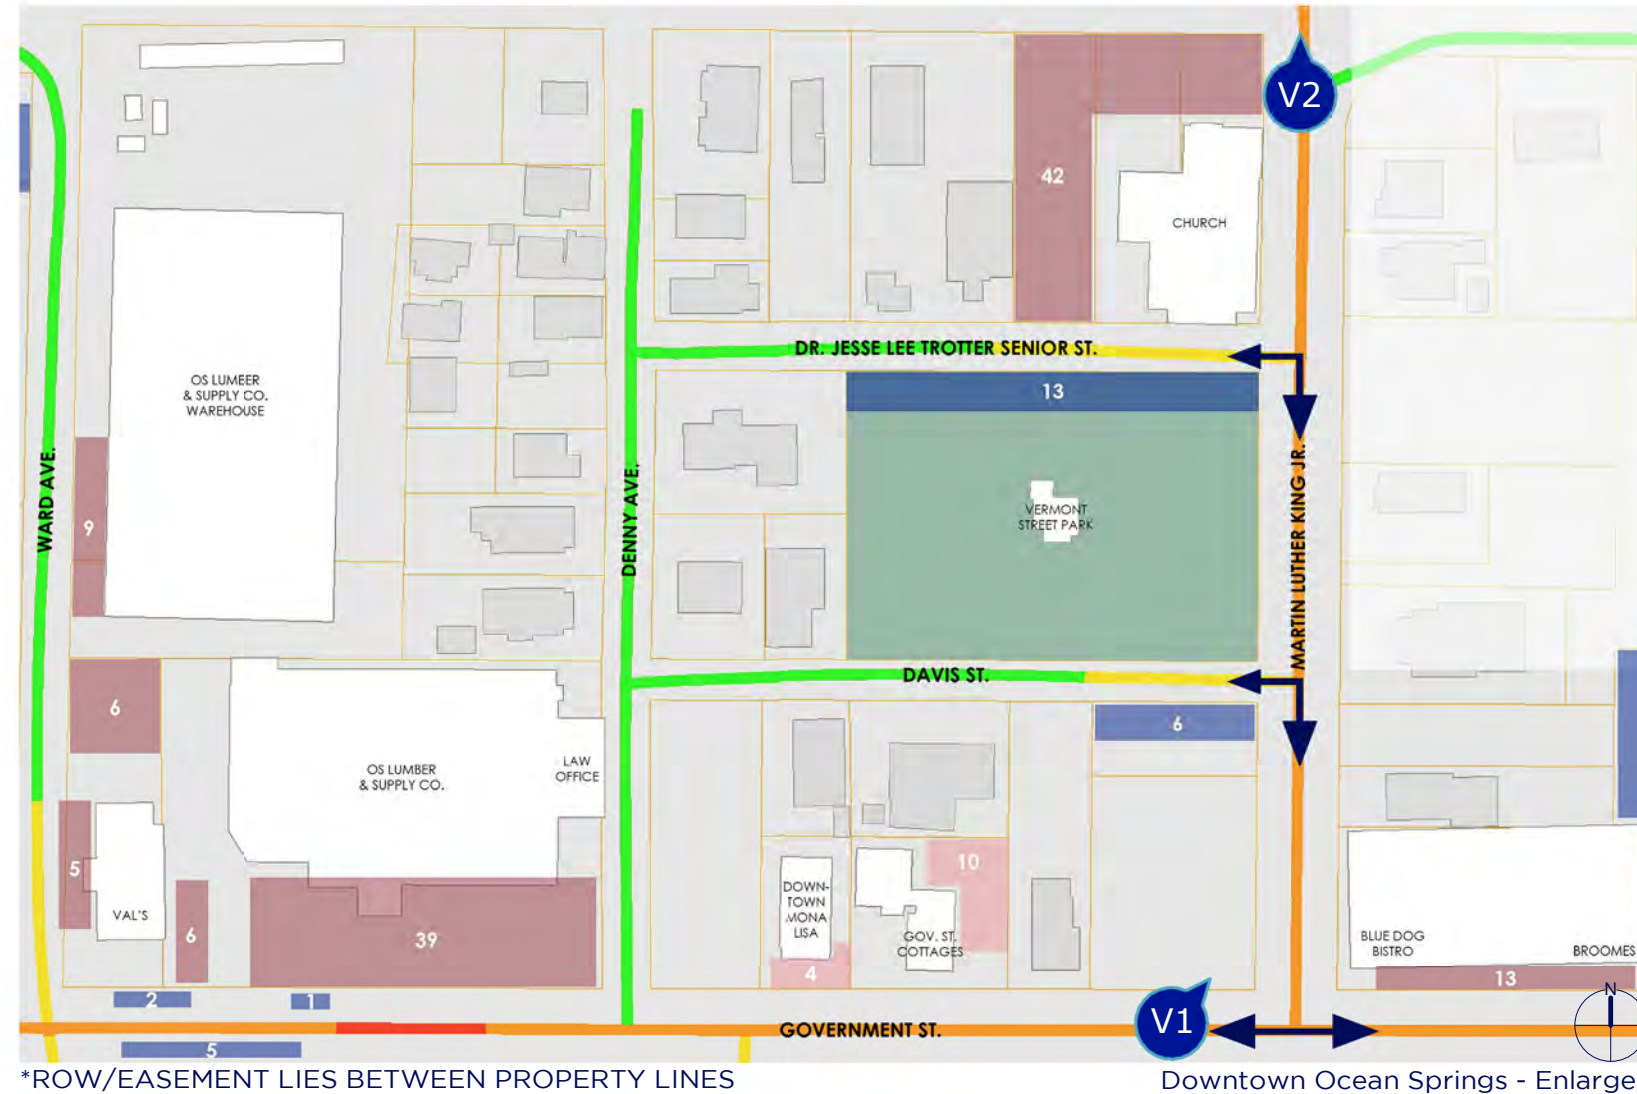 V2
42
CHURCH
DR. JESSE LEE TROTTER SENIOR ST.
13
OS LUMEER
& SUPPLY CO.
WAREHOUSE
WARD AVE.
9
DENNY AVE.
VERMONT
STREET PARK
MARTIN LUTHER KING JR.
DAVIS ST.
6
6
OS LUMBER
& SUPPLY CO.
LAW
OFFICE
5
VAL'S
6
39
DOWN-
TOWN
MONA
LISA
4
10
GOV. ST.
COTTAGES
BLUE DOG
BISTRO
BROOMES
13
2
1
N
V1
GOVERNMENT ST.
5
*ROW/EASEMENT LIES BETWEEN PROPERTY LINES
Downtown Ocean Springs - Enlarge